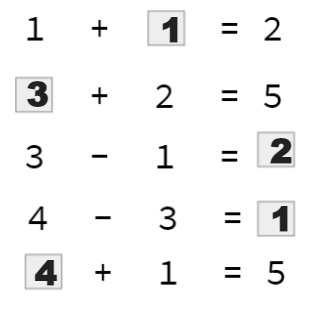 1 + 1 = 2
3 + 2 = 5
3 - 1 = 2
4 - 3 = 1
4 + 1 = 5